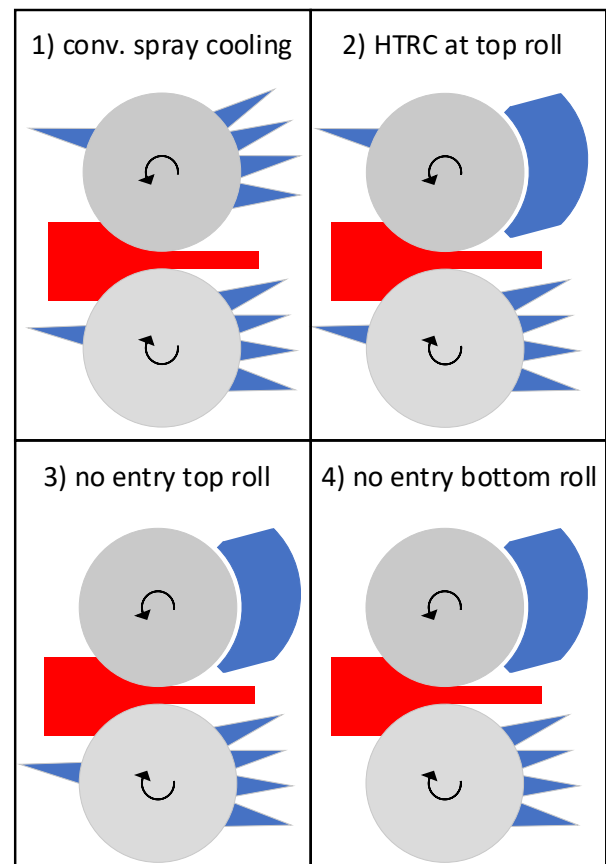 1) conv. spray cooling
2) HTRC at top roll
3) no entry top roll
4) no entry bottom roll